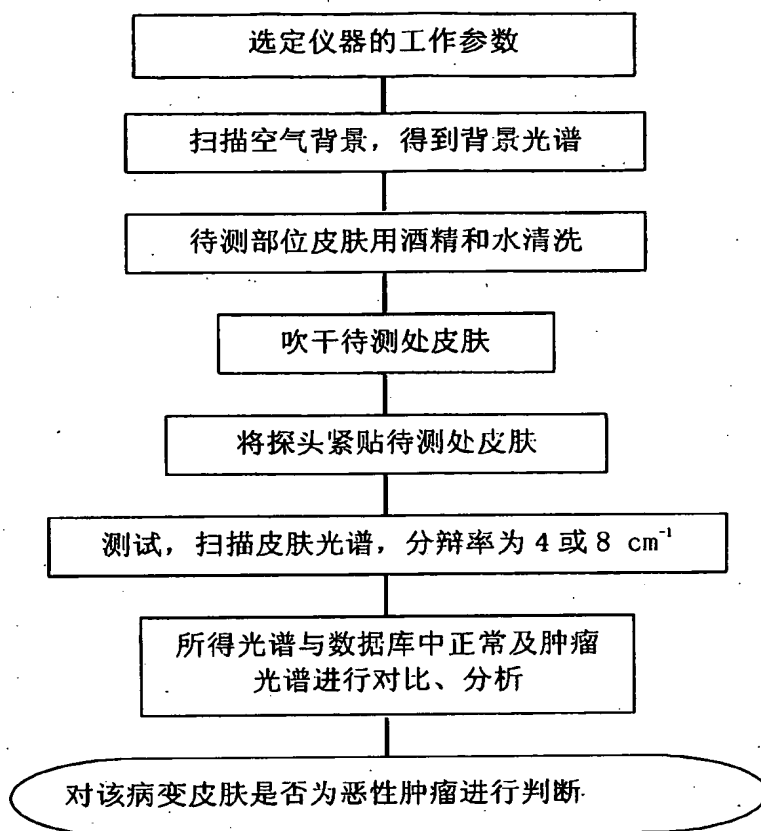 选定仪器的工作参数
扫描空气背景，得到背景光谱
待测部位皮肤用酒精和水清洗
吹干待测处皮肤
将探头紧贴待测处皮肤
测试，扫描皮肤光谱，分辩率为 4 或 8 cm⁻¹
所得光谱与数据库中正常及肿瘤
光谱进行对比、分析
对该病变皮肤是否为恶性肿瘤进行判断